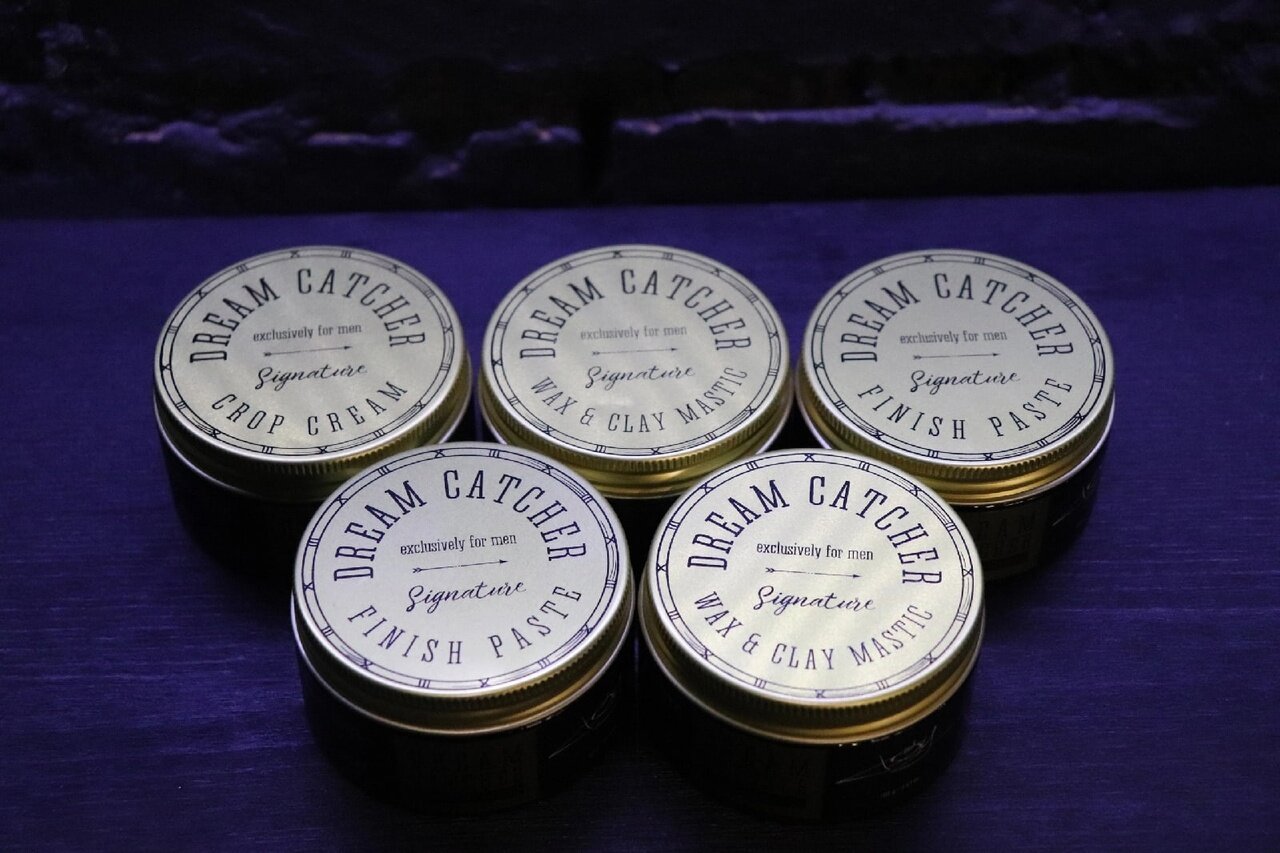 DREAM CATCHER
exclusively for men
Signature
CROP CREAM
DREAM CATCHER
exclusively for men
Signature
WAX & CLAY MASTIC
DREAM CATCHER
exclusively for men
Signature
FINISH PASTE
DREAM CATCHER
exclusively for men
Signature
FINISH PASTE
DREAM CATCHER
exclusively for men
Signature
WAX & CLAY MASTIC